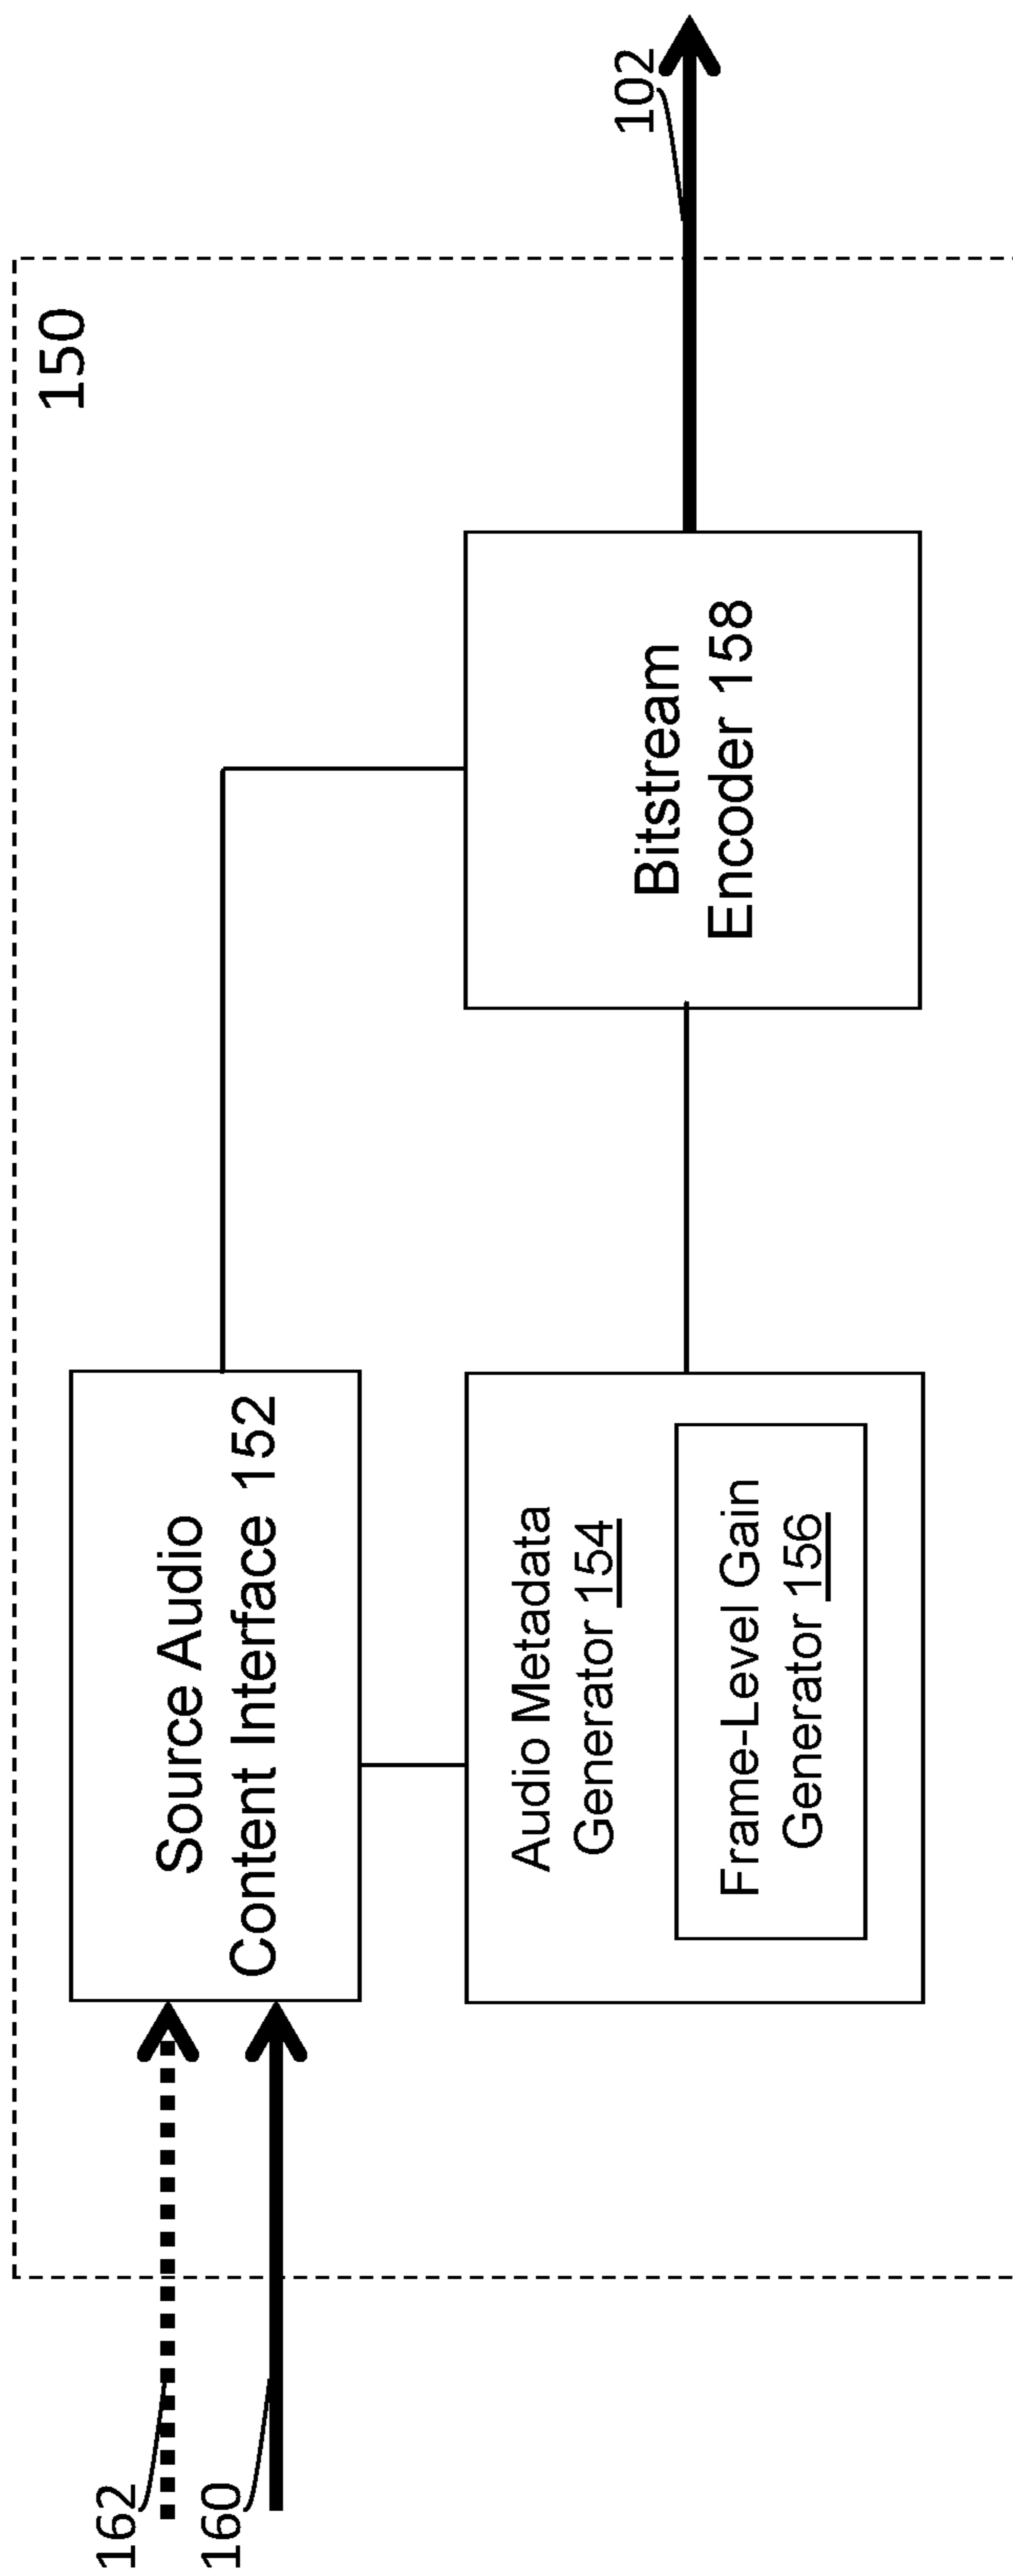 150
162
160
102
Source Audio
Content Interface 152
Audio Metadata
Generator 154
Frame-Level Gain
Generator 156
Bitstream
Encoder 158